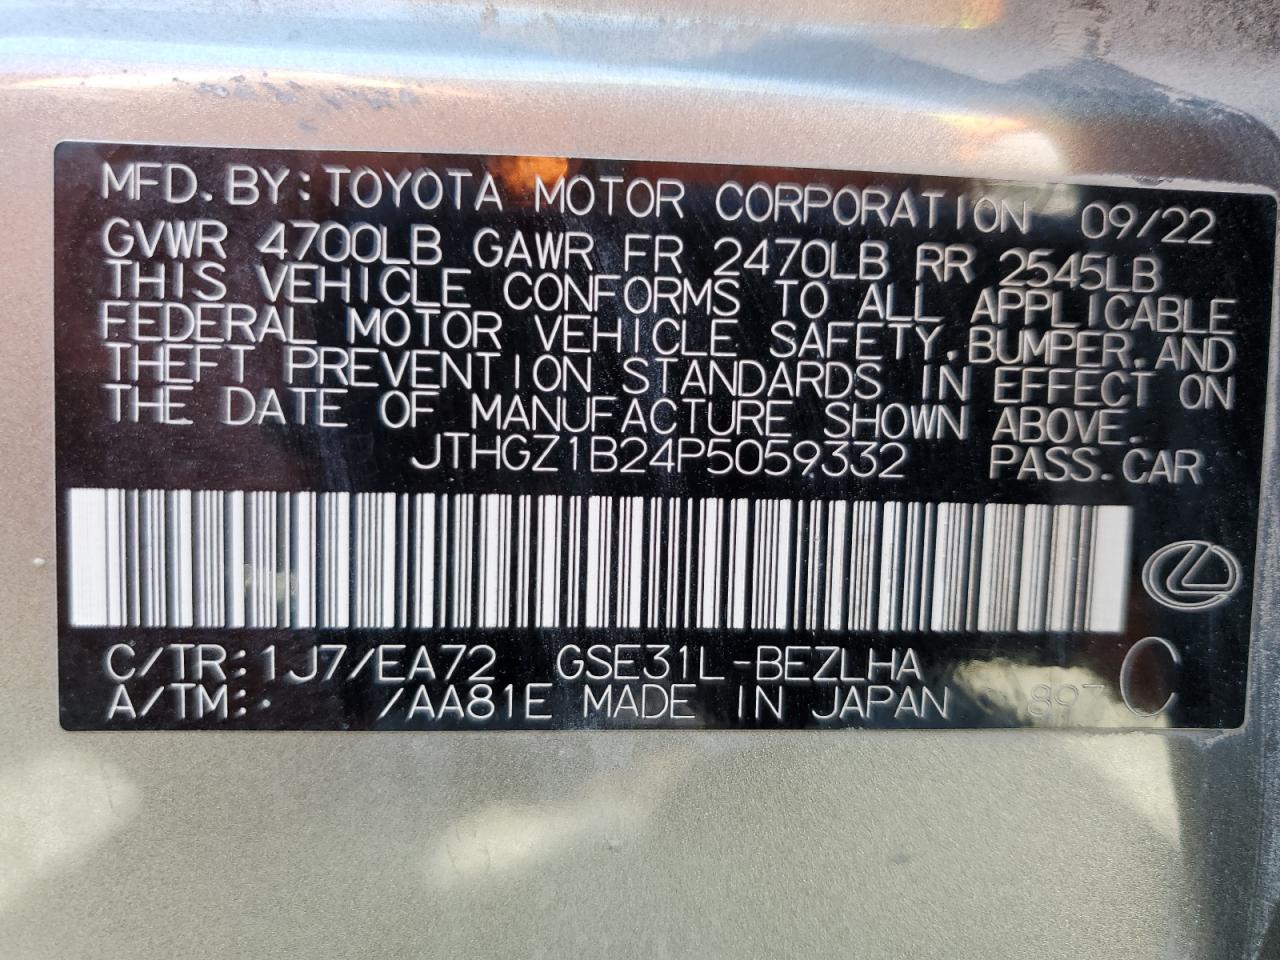 MFD. BY: TOYOTA MOTOR CORPORATION 09/22
GVWR 4700LB GAWR FR 2470LB RR 2545LB
THIS VEHICLE CONFORMS TO ALL APPLICABLE
FEDERAL MOTOR VEHICLE SAFETY, BUMPER, AND
THEFT PREVENTION STANDARDS IN EFFECT ON
THE DATE OF MANUFACTURE SHOWN ABOVE.
JTHGZ1B24P5059332 PASS. CAR
C/TR: 1J7/EA72 GSE31L-BEZLHA C
A/TM: /AA81E MADE IN JAPAN